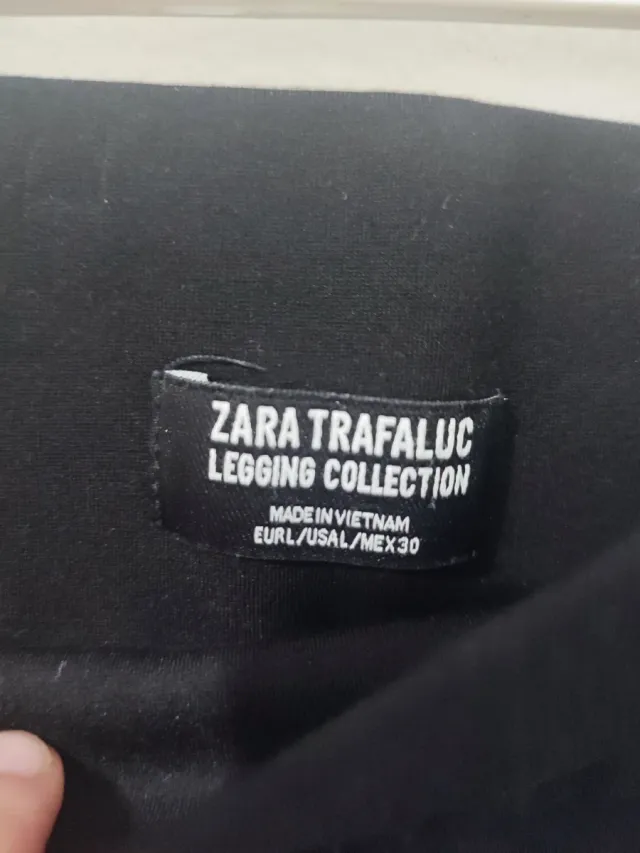 ZARA TRAFALUC
LEGGING COLLECTION
MADE IN VIETNAM
EUR L/USA L/MEX 30